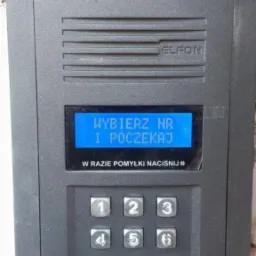 ELFON
WYBIERZ NR
I POCZEKAJ
W RAZIE POMYŁKI NACIŚNIJ
1 2 3
4 5 6